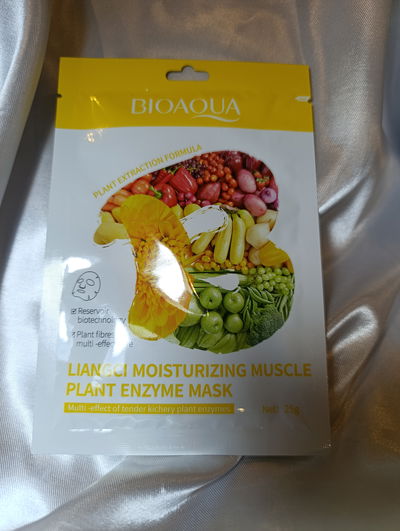 BIOAQUA
PLANT EXTRACTION FORMULA
Reservoir
biotechnology
Plant fibre
multi -effect
LIANGCI MOISTURIZING MUSCLE
PLANT ENZYME MASK
Multi -effect of tender kichery plant enzymes.
Net: 25g